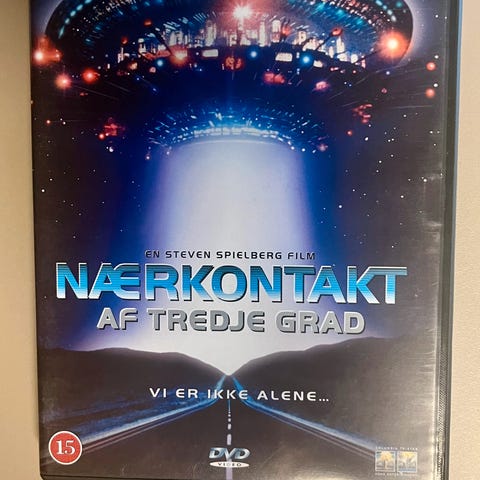 EN STEVEN SPIELBERG FILM
NÆRKONTAKT
AF TREDJE GRAD
VI ER IKKE ALENE...
15
DVD
VIDEO